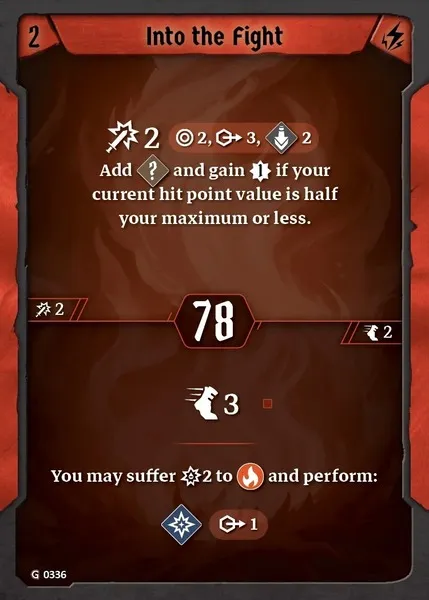 2 Into the Fight
2 2, 3, 2
Add ? and gain if your
current hit point value is half
your maximum or less.
2 78 2
3
You may suffer 2 to and perform:
1
G 0336